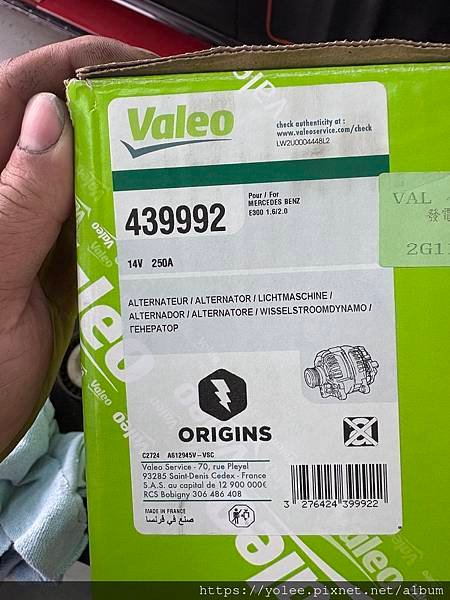 Valeo
check authenticity at :
www.valeoservice.com/check
LW2U0004448L2
439992
Pour / For
MERCEDES BENZ
E300 1.6/2.0
14V 250A
VAL
發電
2G11
ALTERNATEUR / ALTERNATOR / LICHTMASCHINE /
ALTERNADOR / ALTERNATORE / WISSELSTROOMDYNAMO /
ГЕНЕРАТОР
ORIGINS
C2724 A612945V-VSC
Valeo Service - 70, rue Pleyel
93285 Saint-Denis Cedex - France
S.A.S. au capital de 12 900 000€
RCS Bobigny 306 486 408
MADE IN FRANCE
صنع في فرنسا
3 276424 399922
Valeo
Valeo
https://yolee.pixnet.net/album